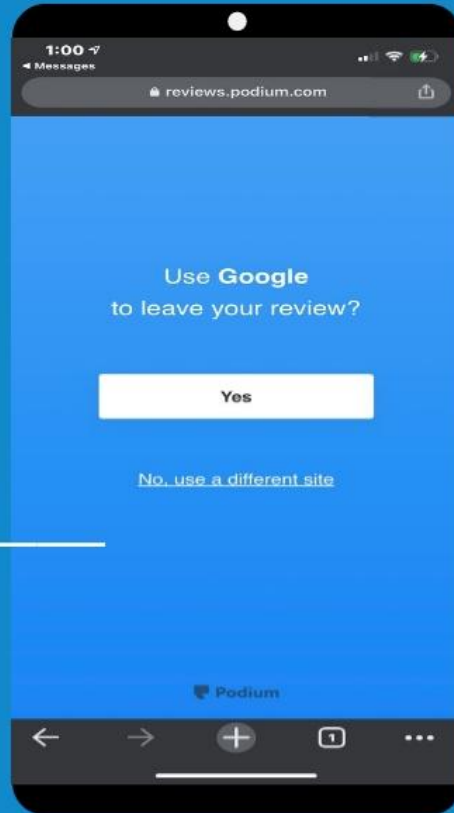 1:00
◀ Messages
reviews.podium.com
Use Google
to leave your review?
Yes
No, use a different site
Podium
1